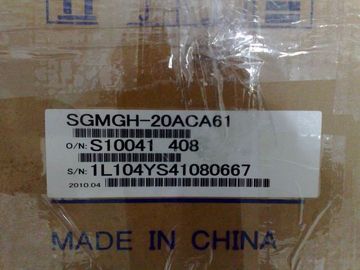 SGMGH-20ACA61
O/N: S10041 408
S/N: 1L104YS41080667
2010.04
MADE IN CHINA